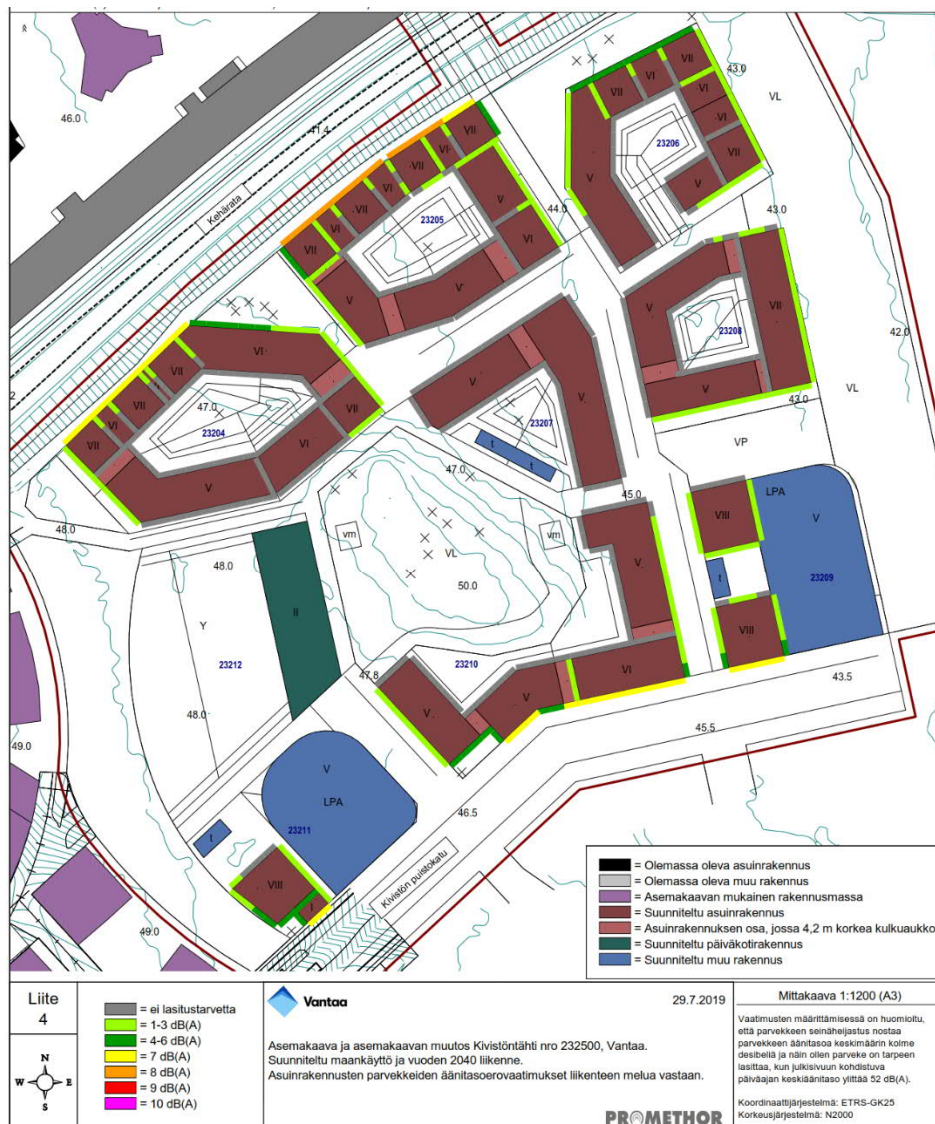 43.0
VII
VI
VII
VL
46.0
41.4
VII
VI
VII
VI
23206
VI
VII
VII
VI
V
Kehärata
VI
VII
V
V
23205
44.0
43.0
VI
VII
VI
V
V
V
VII
VI
23208
42.0
VII
V
VII
47.0
VII
23207
V
43.0
VL
VI
23204
VI
VII
t
VP
V
47.0
t
45.0
VIII
LPA
48.0
vm
VL
vm
V
V
48.0
50.0
t
23209
II
Y
VIII
23212
23210
VI
47.8
43.5
48.0
V
V
45.5
49.0
V
LPA
46.5
t
23211
Kivistön puistokatu
VIII
I
49.0
= Olemassa oleva asuinrakennus
= Olemassa oleva muu rakennus
= Asemakaavan mukainen rakennusmassa
= Suunniteltu asuinrakennus
= Asuinrakennuksen osa, jossa 4,2 m korkea kulkuaukko
= Suunniteltu päiväkotirakennus
= Suunniteltu muu rakennus
Liite
4
N
W
E
S
= ei lasitustarvetta
= 1-3 dB(A)
= 4-6 dB(A)
= 7 dB(A)
= 8 dB(A)
= 9 dB(A)
= 10 dB(A)
Vantaa
29.7.2019
Asemakaava ja asemakaavan muutos Kivistöntähti nro 232500, Vantaa.
Suunniteltu maankäyttö ja vuoden 2040 liikenne.
Asuinrakennusten parvekkeiden äänitasoerovaatimukset liikenteen melua vastaan.
PROMETHOR
Mittakaava 1:1200 (A3)
Vaatimusten määrittämisessä on huomioitu,
että parvekkeen seinäheijastus nostaa
parvekkeen äänitasoa keskimäärin kolme
desibeliä ja näin ollen parveke on tarpeen
lasittaa, kun julkisivuun kohdistuva
päiväajan keskiäänitaso ylittää 52 dB(A).
Koordinaattijärjestelmä: ETRS-GK25
Korkeusjärjestelmä: N2000